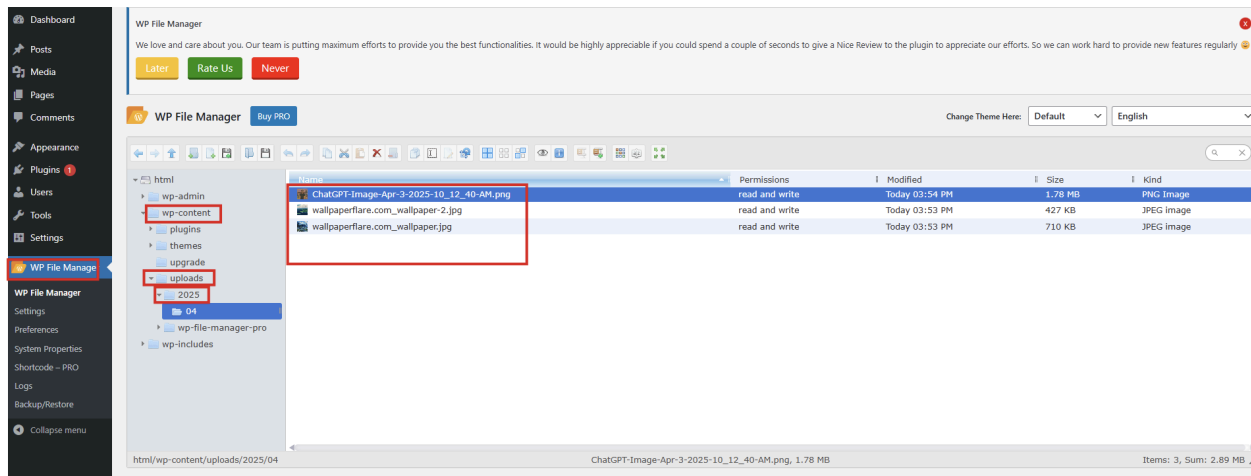 Dashboard
Posts
Media
Pages
Comments
Appearance
Plugins 1
Users
Tools
Settings
WP File Manage
WP File Manager
Settings
Preferences
System Properties
Shortcode – PRO
Logs
Backup/Restore
Collapse menu
WP File Manager
We love and care about you. Our team is putting maximum efforts to provide you the best functionalities. It would be highly appreciable if you could spend a couple of seconds to give a Nice Review to the plugin to appreciate our efforts. So we can work hard to provide new features regularly
Later Rate Us Never
WP File Manager Buy PRO Change Theme Here: Default English
html
wp-admin
wp-content
plugins
themes
upgrade
uploads
2025
04
wp-file-manager-pro
wp-includes
Name Permissions Modified Size Kind
ChatGPT-Image-Apr-3-2025-10_12_40-AM.png read and write Today 03:54 PM 1.78 MB PNG Image
wallpaperflare.com_wallpaper-2.jpg read and write Today 03:53 PM 427 KB JPEG image
wallpaperflare.com_wallpaper.jpg read and write Today 03:53 PM 710 KB JPEG image
html/wp-content/uploads/2025/04 ChatGPT-Image-Apr-3-2025-10_12_40-AM.png, 1.78 MB Items: 3, Sum: 2.89 MB